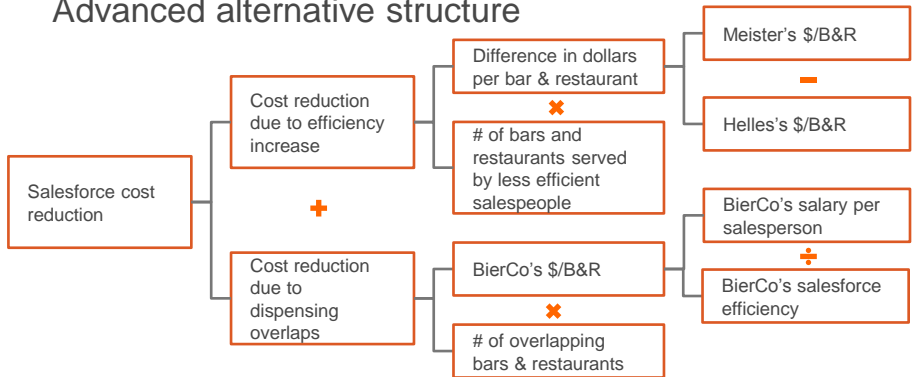 Advanced alternative structure
Salesforce cost
reduction
Cost reduction
due to efficiency
increase
+
Cost reduction
due to
dispensing
overlaps
Difference in dollars
per bar & restaurant
×
# of bars and
restaurants served
by less efficient
salespeople
BierCo's $/B&R
×
# of overlapping
bars & restaurants
Meister's $/B&R
−
Helles's $/B&R
BierCo's salary per
salesperson
÷
BierCo's salesforce
efficiency